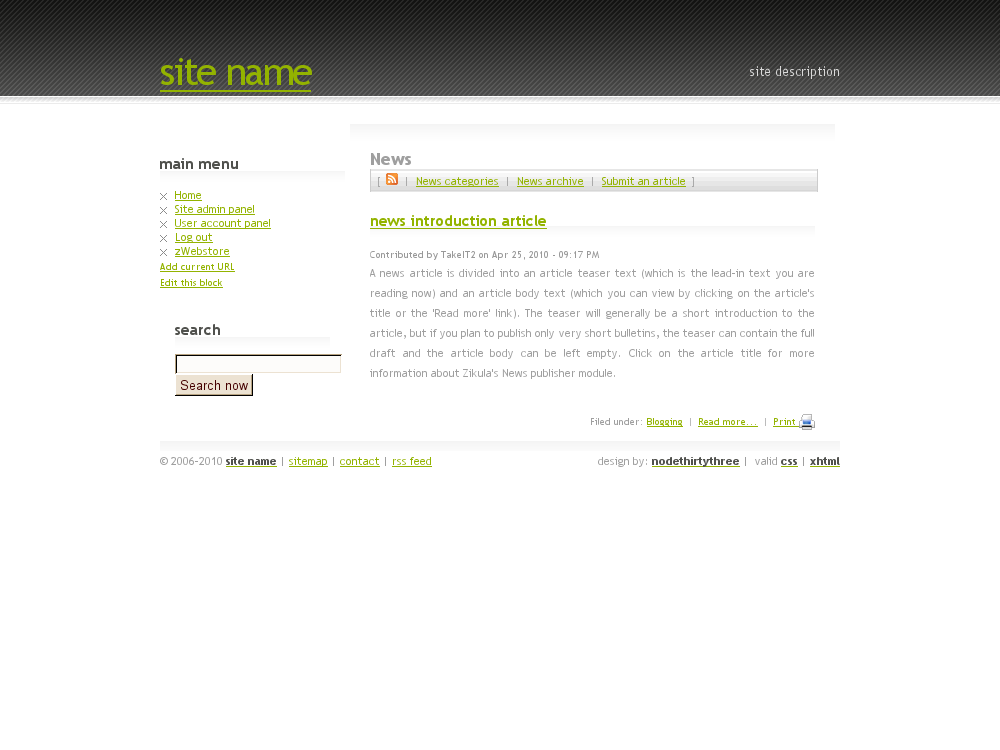 site name
site description
main menu
Home
Site admin panel
User account panel
Log out
zWebstore
Add current URL
Edit this block
search
Search now
News
[ | News categories | News archive | Submit an article ]
news introduction article
Contributed by TakeIT2 on Apr 25, 2010 - 09:17 PM
A news article is divided into an article teaser text (which is the lead-in text you are
reading now) and an article body text (which you can view by clicking on the article's
title or the 'Read more' link). The teaser will generally be a short introduction to the
article, but if you plan to publish only very short bulletins, the teaser can contain the full
draft and the article body can be left empty. Click on the article title for more
information about Zikula's News publisher module.
Filed under: Blogging | Read more... | Print
© 2006-2010 site name | sitemap | contact | rss feed
design by: nodethirtythree | valid css | xhtml